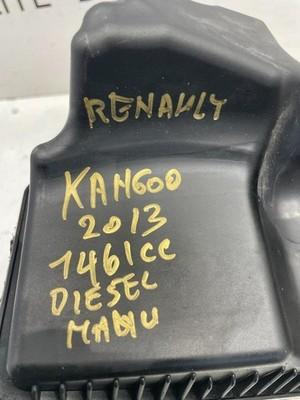 RENAULT
KANGOO
2013
1461CC
DIESEL
MANU